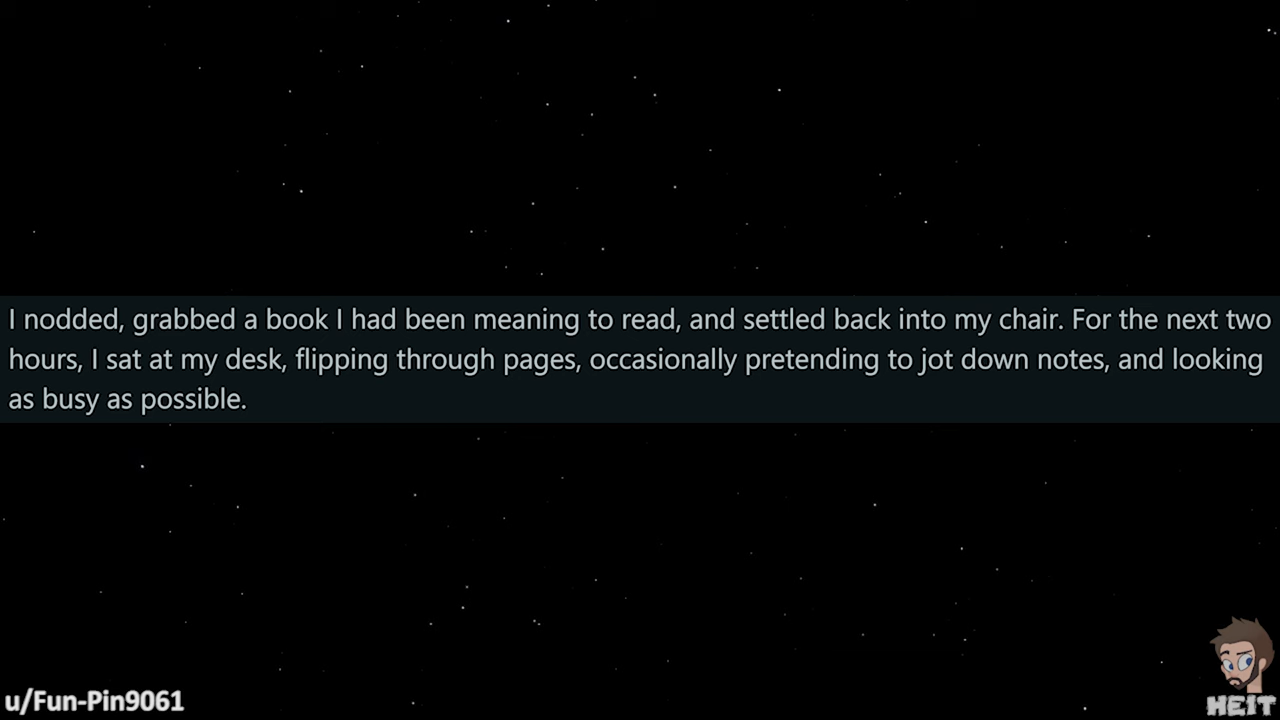 I nodded, grabbed a book I had been meaning to read, and settled back into my chair. For the next two
hours, I sat at my desk, flipping through pages, occasionally pretending to jot down notes, and looking
as busy as possible.
u/Fun-Pin9061
HEIT